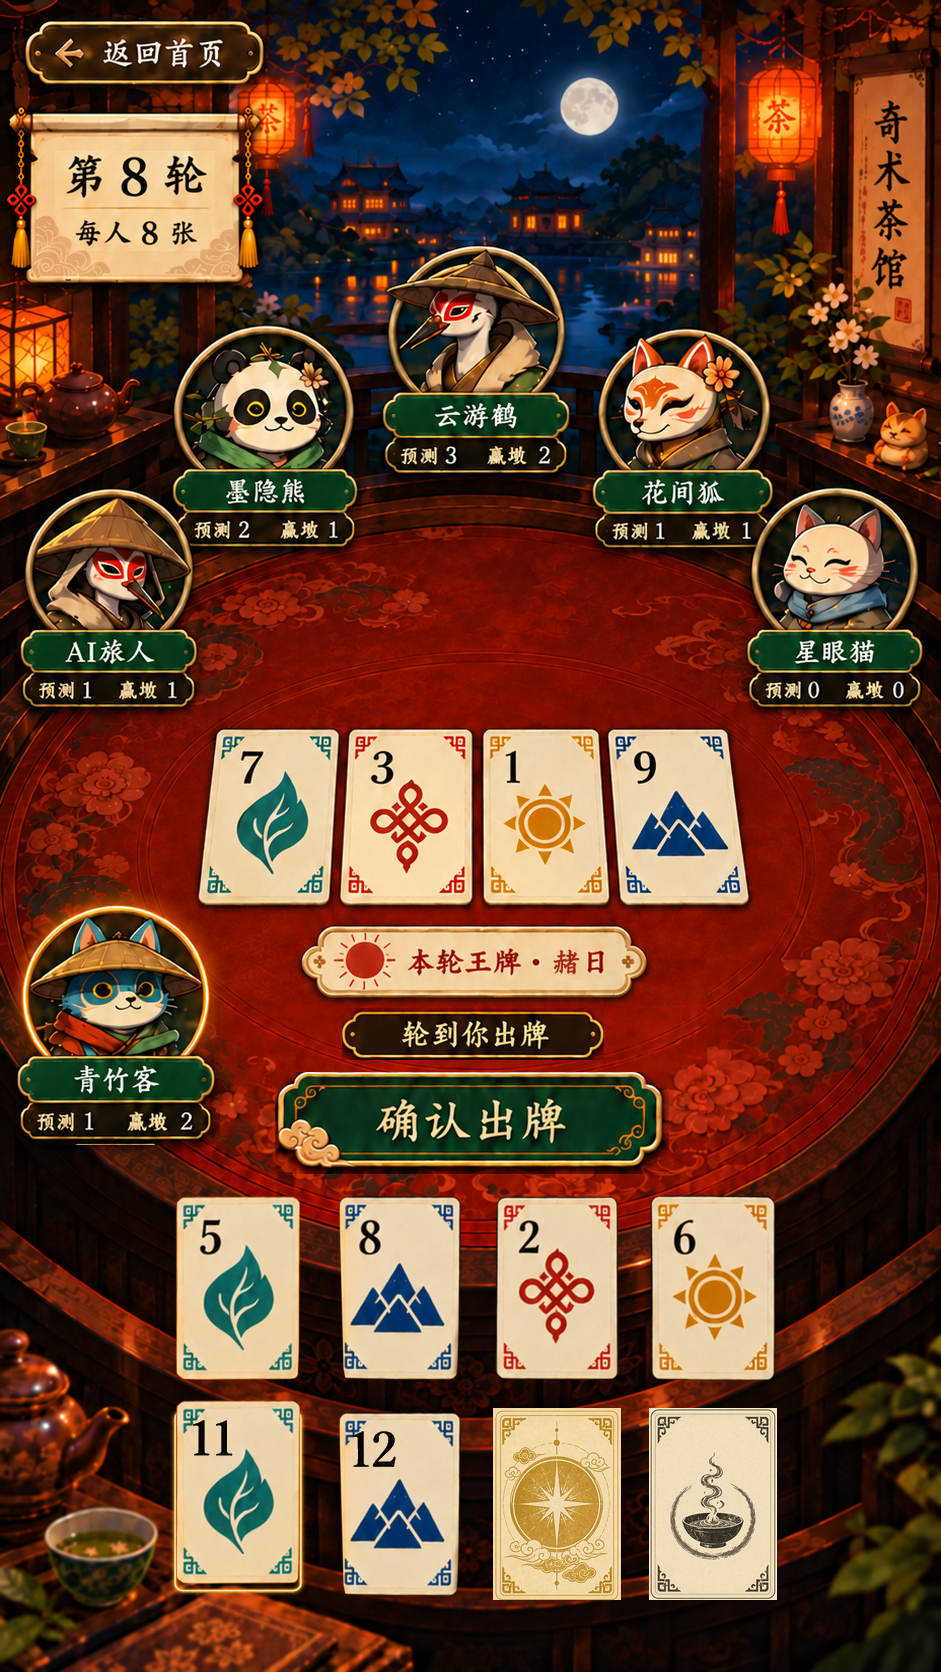 返回首页
第 8 轮
每人 8 张
茶
茶
奇术茶馆
云游鹤
预测 3 赢墩 2
墨隐熊
预测 2 赢墩 1
花间狐
预测 1 赢墩 1
AI旅人
预测 1 赢墩 1
星眼猫
预测 0 赢墩 0
7
3
1
9
本轮王牌·赭日
轮到你出牌
青竹客
预测 1 赢墩 2
确认出牌
5
8
2
6
11
12